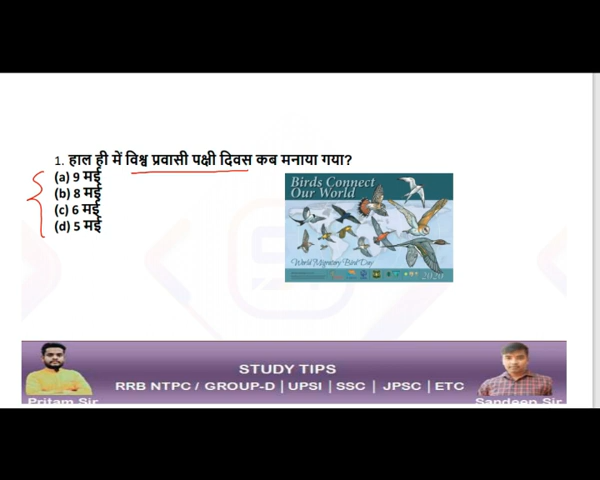 1. हाल ही में विश्व प्रवासी पक्षी दिवस कब मनाया गया?
(a) 9 मई
(b) 8 मई
(c) 6 मई
(d) 5 मई
Birds Connect
Our World
World Migratory Bird Day
2020
STUDY TIPS
RRB NTPC / GROUP-D | UPSI | SSC | JPSC | ETC
Pritam Sir
Sandeep Sir